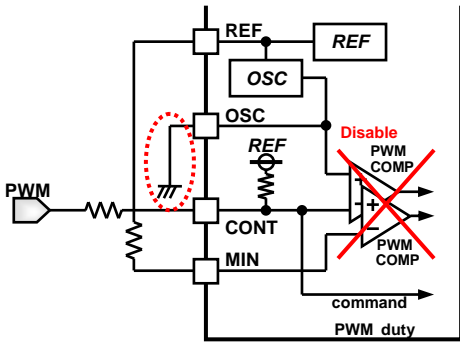 REF
REF
OSC
OSC
Disable
REF
PWM
COMP
PWM
CONT
PWM
COMP
MIN
command
PWM duty